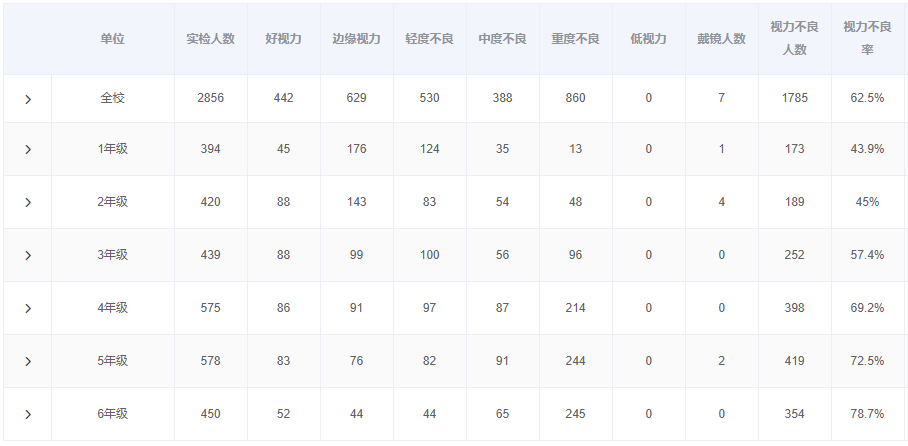 单位 实检人数 好视力 边缘视力 轻度不良 中度不良 重度不良 低视力 戴镜人数 视力不良人数 视力不良率
全校 2856 442 629 530 388 860 0 7 1785 62.5%
1年级 394 45 176 124 35 13 0 1 173 43.9%
2年级 420 88 143 83 54 48 0 4 189 45%
3年级 439 88 99 100 56 96 0 0 252 57.4%
4年级 575 86 91 97 87 214 0 0 398 69.2%
5年级 578 83 76 82 91 244 0 2 419 72.5%
6年级 450 52 44 44 65 245 0 0 354 78.7%